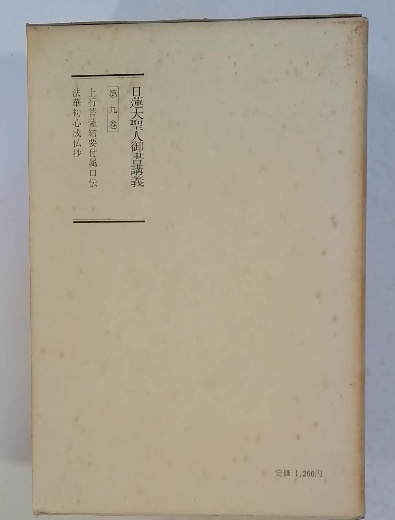 日蓮大聖人御書講義
第九巻
上行菩薩結要付属口伝
法華初心成仏抄
定価 1,200円